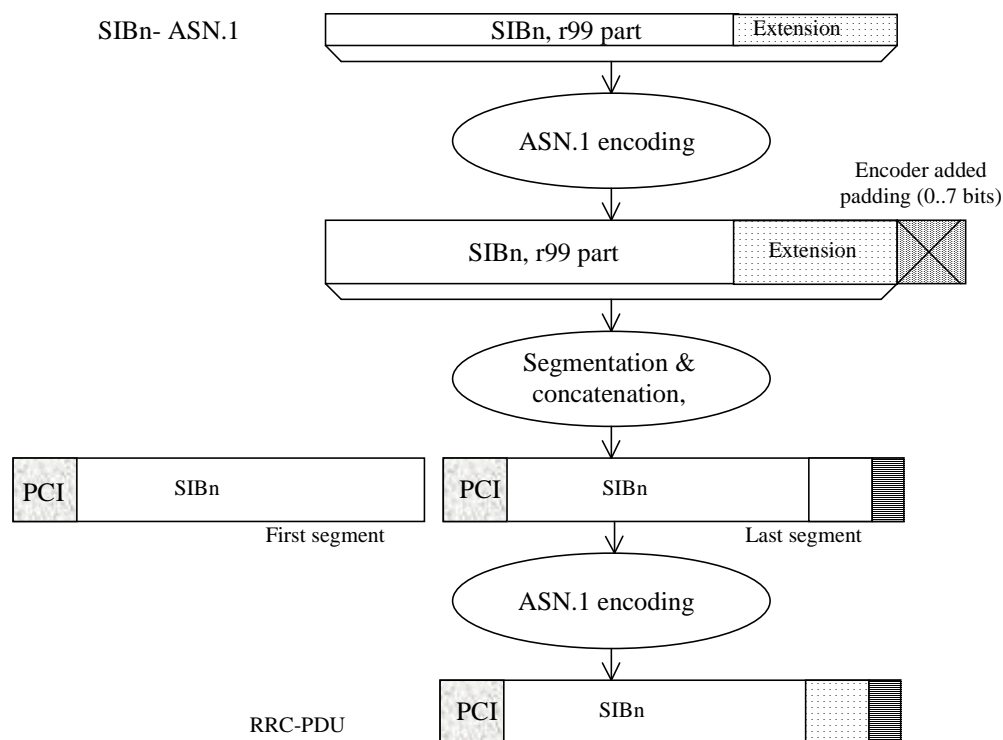 SIBn- ASN.1
SIBn, r99 part
Extension
ASN.1 encoding
Encoder added
padding (0..7 bits)
SIBn, r99 part
Extension
Segmentation &
concatenation,
PCI
SIBn
PCI
SIBn
First segment
Last segment
ASN.1 encoding
RRC-PDU
PCI
SIBn